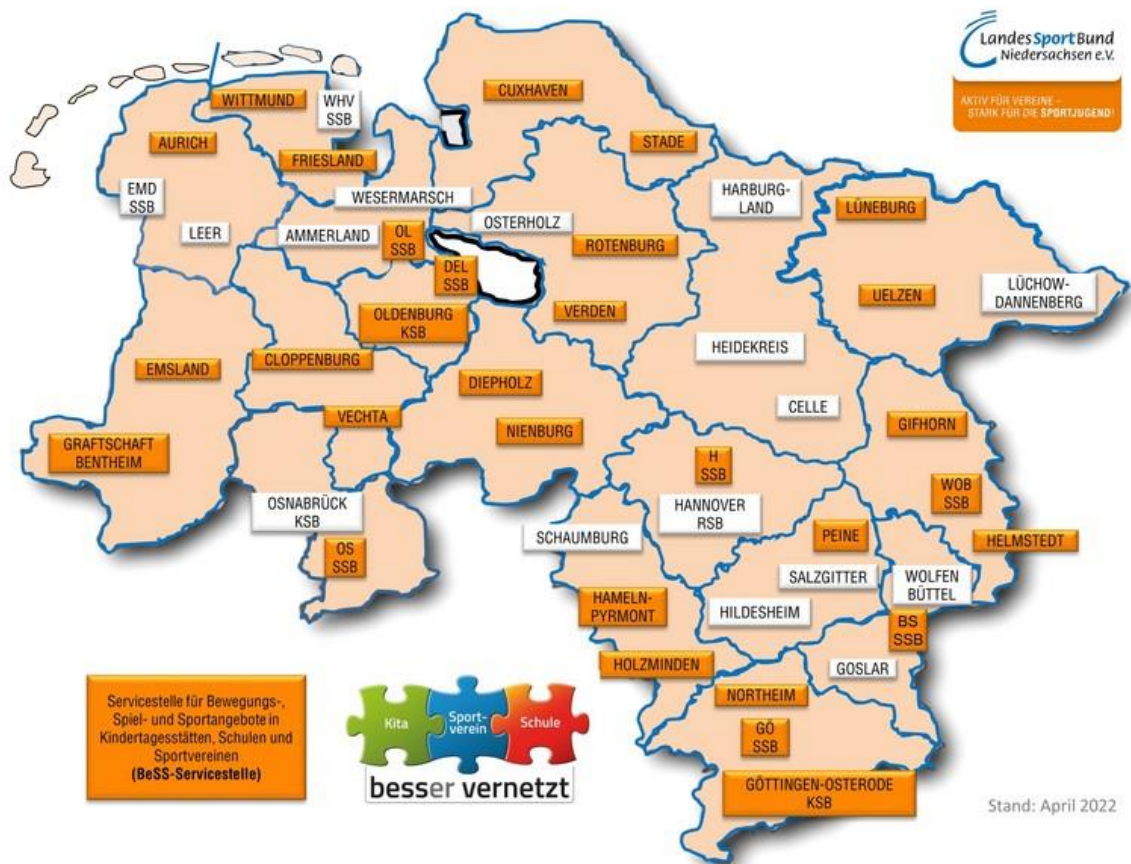 LandesSportBund
Niedersachsen e.V.
AKTIV FÜR VEREINE –
STARK FÜR DIE SPORTJUGEND!
CUXHAVEN
WITTMUND
WHV
SSB
AURICH
STADE
FRIESLAND
EMD
SSB
WESERMARSCH
HARBURG-
LAND
LÜNEBURG
LEER
AMMERLAND
OL
SSB
OSTERHOLZ
ROTENBURG
DEL
SSB
LÜCHOW-
DANNENBERG
UELZEN
OLDENBURG
KSB
VERDEN
HEIDEKREIS
EMSLAND
CLOPPENBURG
DIEPHOLZ
CELLE
VECHTA
NIENBURG
GIFHORN
GRAFTSCHAFT
BENTHEIM
H
SSB
WOB
SSB
OSNABRÜCK
KSB
HANNOVER
RSB
SCHAUMBURG
PEINE
HELMSTEDT
OS
SSB
SALZGITTER
WOLFEN
BÜTTEL
HAMELN-
PYRMONT
HILDESHEIM
BS
SSB
HOLZMINDEN
GOSLAR
NORTHEIM
GÖ
SSB
GÖTTINGEN-OSTERODE
KSB
Servicestelle für Bewegungs-,
Spiel- und Sportangebote in
Kindertagesstätten, Schulen und
Sportvereinen
(BeSS-Servicestelle)
Kita
Sport-
verein
Schule
besser vernetzt
Stand: April 2022